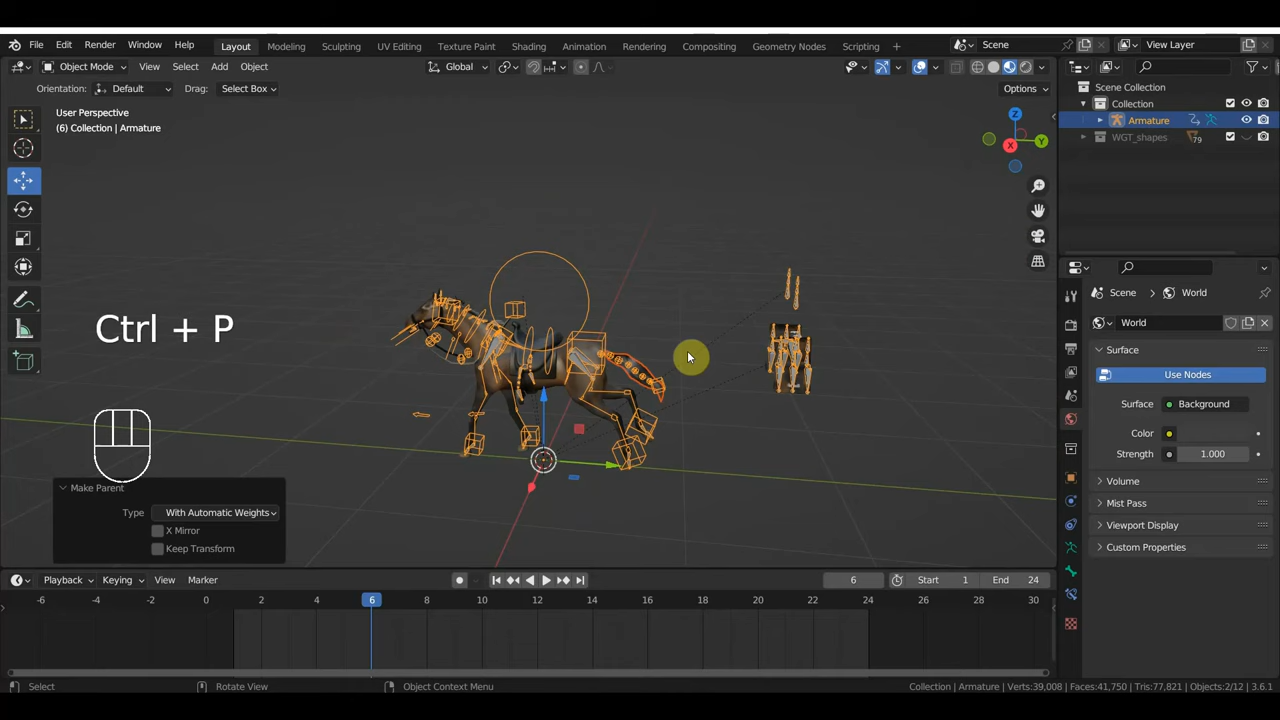 File Edit Render Window Help Layout Modeling Sculpting UV Editing Texture Paint Shading Animation Rendering Compositing Geometry Nodes Scripting + Scene View Layer
Object Mode View Select Add Object Global Options
Orientation: Default Drag: Select Box
User Perspective
(6) Collection | Armature
Z
Y
X
Scene Collection
Collection
Armature
WGT_shapes 79
Scene > World
World
Surface
Use Nodes
Surface Background
Color
Strength 1.000
Volume
Mist Pass
Viewport Display
Custom Properties
Ctrl + P
Make Parent
Type With Automatic Weights
X Mirror
Keep Transform
Playback Keying View Marker 6 Start 1 End 24
-6 -4 -2 0 2 4 6 8 10 12 14 16 18 20 22 24 26 28 30
Select Rotate View Object Context Menu Collection | Armature | Verts:39,008 | Faces:41,750 | Tris:77,821 | Objects:2/12 | 3.6.1